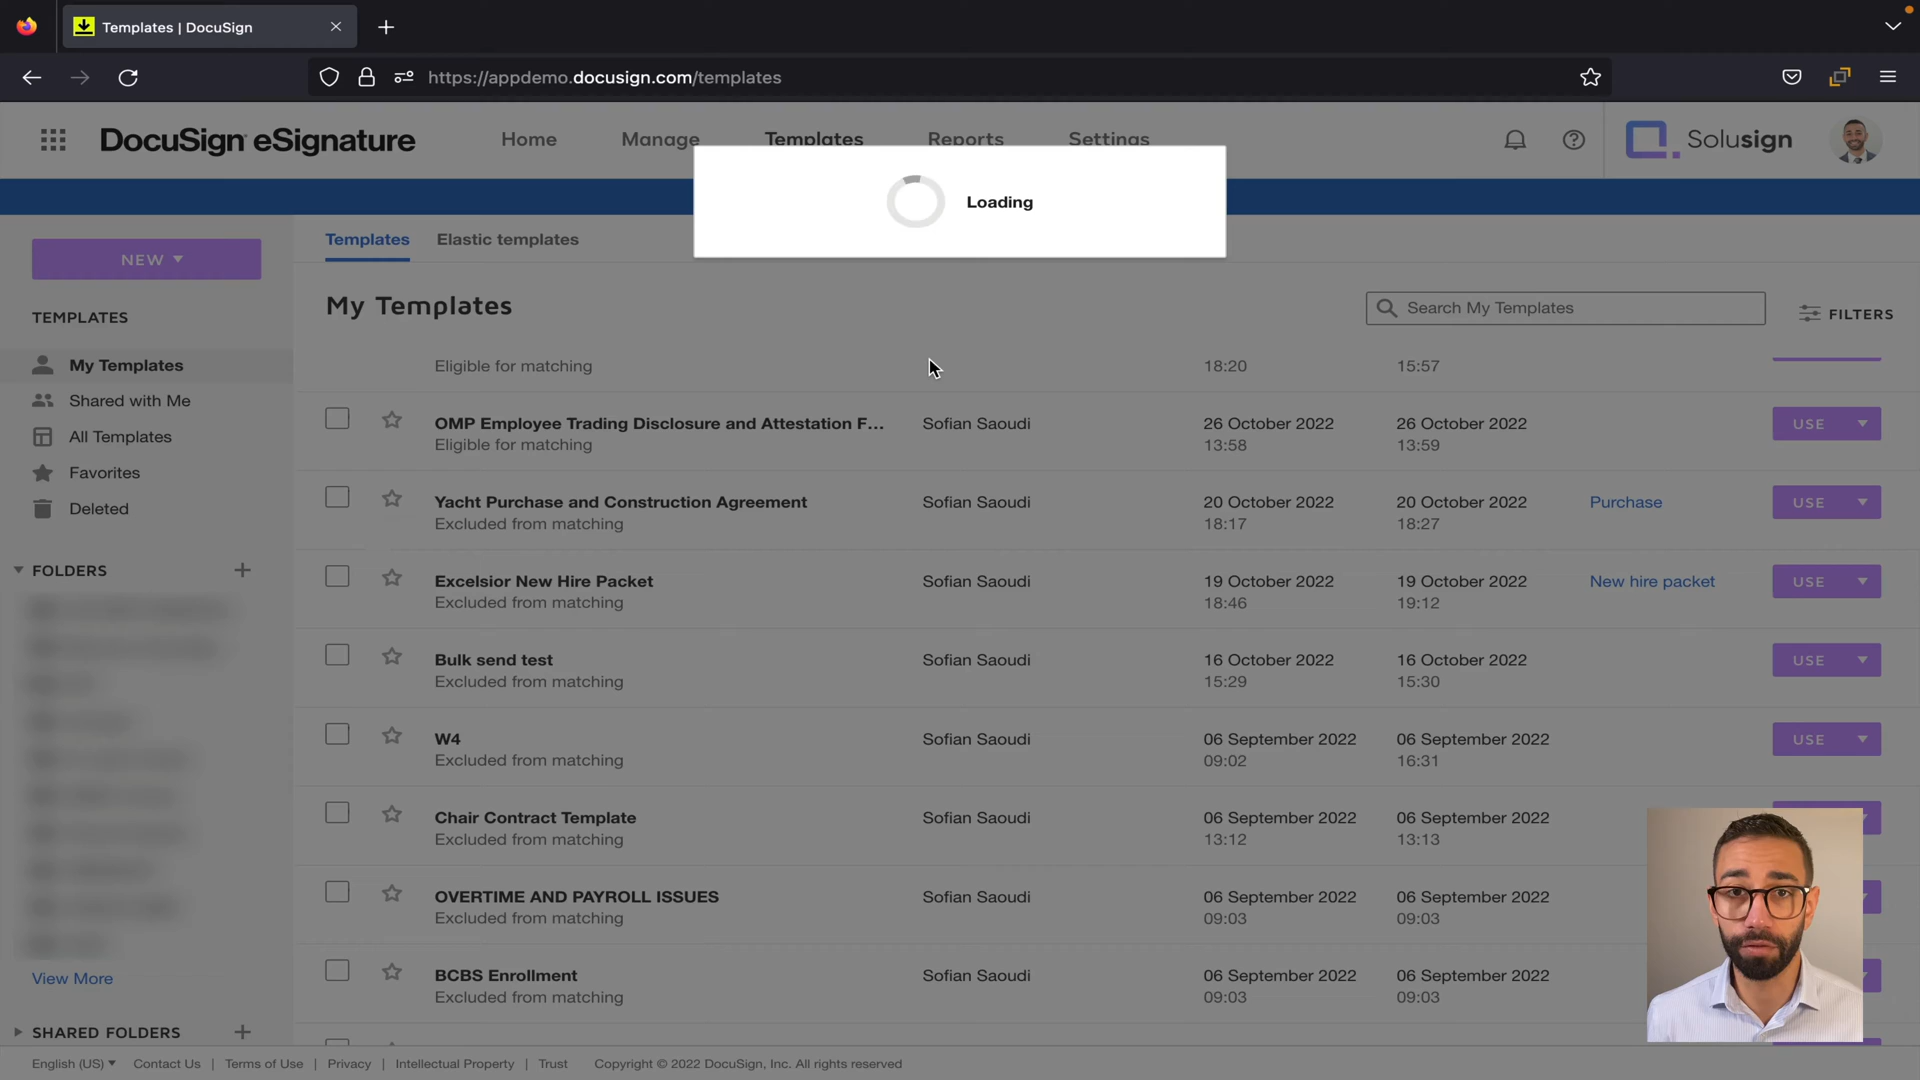 Templates | DocuSign
https://appdemo.docusign.com/templates
DocuSign eSignature
Home
Manage
Templates
Reports
Settings
Solusign
Loading
NEW
Templates
Elastic templates
TEMPLATES
My Templates
Search My Templates
FILTERS
My Templates
Shared with Me
All Templates
Favorites
Deleted
FOLDERS
View More
SHARED FOLDERS
Eligible for matching 18:20 15:57
OMP Employee Trading Disclosure and Attestation F... Sofian Saoudi 26 October 2022 26 October 2022 USE
Eligible for matching 13:58 13:59
Yacht Purchase and Construction Agreement Sofian Saoudi 20 October 2022 20 October 2022 Purchase USE
Excluded from matching 18:17 18:27
Excelsior New Hire Packet Sofian Saoudi 19 October 2022 19 October 2022 New hire packet USE
Excluded from matching 18:46 19:12
Bulk send test Sofian Saoudi 16 October 2022 16 October 2022 USE
Excluded from matching 15:29 15:30
W4 Sofian Saoudi 06 September 2022 06 September 2022 USE
Excluded from matching 09:02 16:31
Chair Contract Template Sofian Saoudi 06 September 2022 06 September 2022
Excluded from matching 13:12 13:13
OVERTIME AND PAYROLL ISSUES Sofian Saoudi 06 September 2022 06 September 2022
Excluded from matching 09:03 09:03
BCBS Enrollment Sofian Saoudi 06 September 2022 06 September 2022
Excluded from matching 09:03 09:03
English (US) Contact Us | Terms of Use | Privacy | Intellectual Property | Trust Copyright © 2022 DocuSign, Inc. All rights reserved